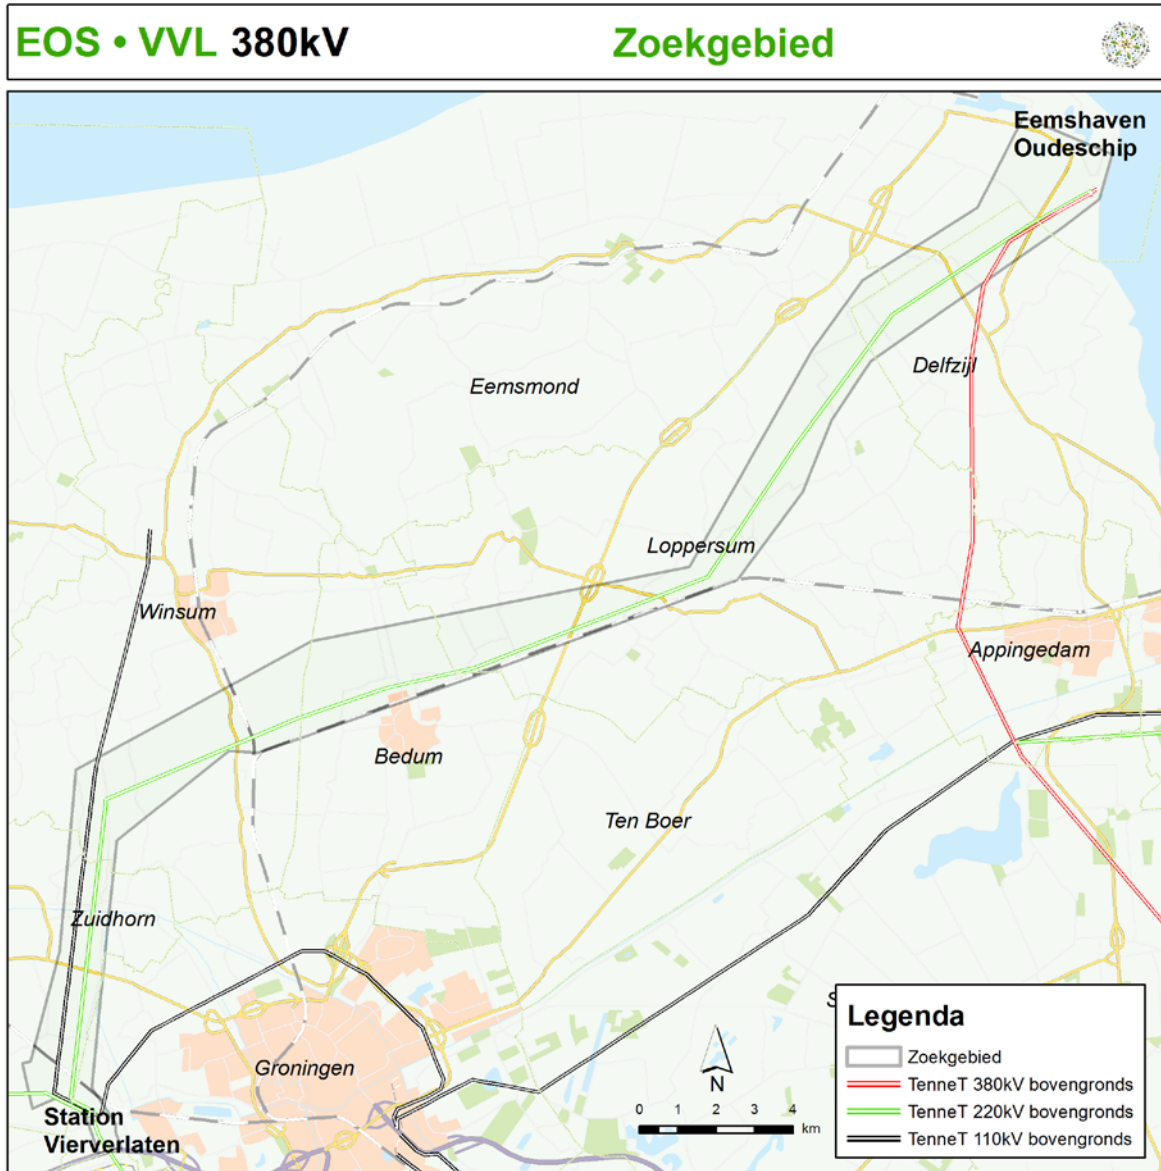 EOS • VVL 380kV
Zoekgebied
Eemshaven
Oudeschip
Delfzijl
Eemsmond
Loppersum
Winsum
Appingedam
Bedum
Ten Boer
Zuidhorn
Groningen
Station
Vierverlaten
S
N
0 1 2 3 4
km
Legenda
Zoekgebied
TenneT 380kV bovengronds
TenneT 220kV bovengronds
TenneT 110kV bovengronds